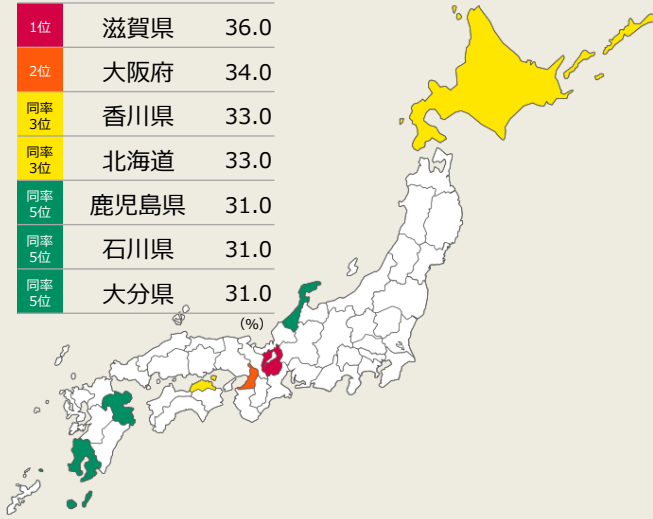 1位 滋賀県 36.0
2位 大阪府 34.0
同率
3位 香川県 33.0
同率
3位 北海道 33.0
同率
5位 鹿児島県 31.0
同率
5位 石川県 31.0
同率
5位 大分県 31.0
(%)